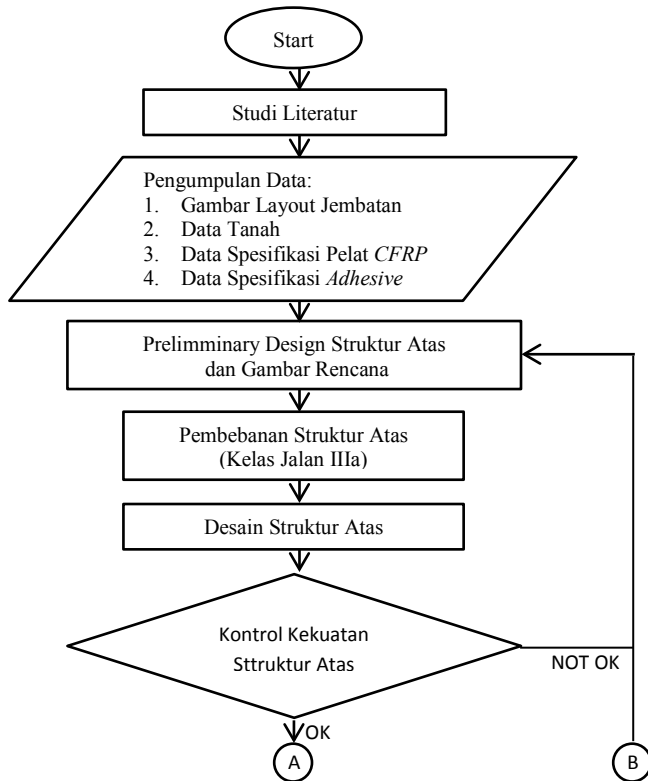 Start
Studi Literatur
Pengumpulan Data:
1. Gambar Layout Jembatan
2. Data Tanah
3. Data Spesifikasi Pelat CFRP
4. Data Spesifikasi Adhesive
Prelimminary Design Struktur Atas
dan Gambar Rencana
Pembebanan Struktur Atas
(Kelas Jalan IIIa)
Desain Struktur Atas
Kontrol Kekuatan
Sttruktur Atas
NOT OK
OK
A
B